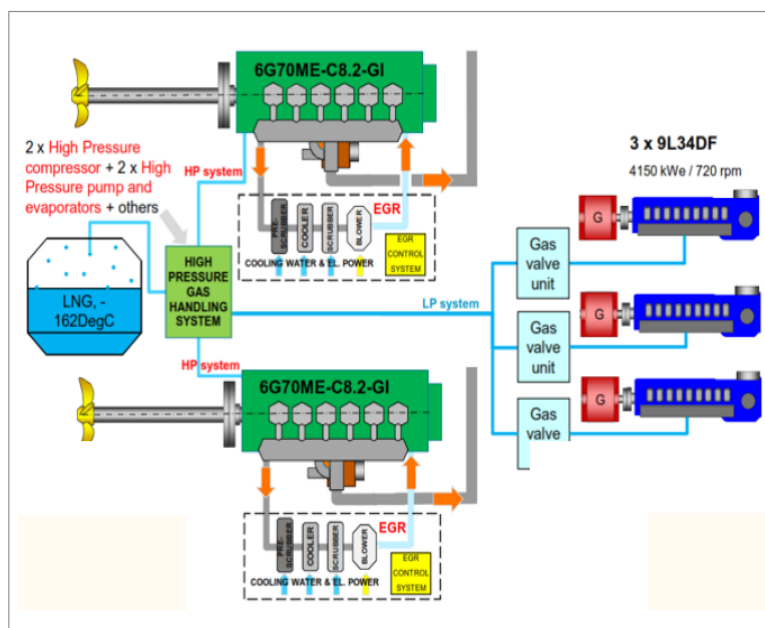 6G70ME-C8.2-GI
2 x High Pressure
compressor + 2 x High
Pressure pump and
evaporators + others
HP system
EGR
PRE-
SCRUBBER
COOLER
SCRUBBER
BLOWER
EGR
CONTROL
SYSTEM
COOLING WATER & EL. POWER
LNG, -
162DegC
HIGH
PRESSURE
GAS
HANDLING
SYSTEM
LP system
HP system
3 x 9L34DF
4150 kWe / 720 rpm
G
Gas
valve
unit
G
Gas
valve
unit
G
Gas
valve
6G70ME-C8.2-GI
EGR
PRE-
SCRUBBER
COOLER
SCRUBBER
BLOWER
EGR
CONTROL
SYSTEM
COOLING WATER & EL. POWER